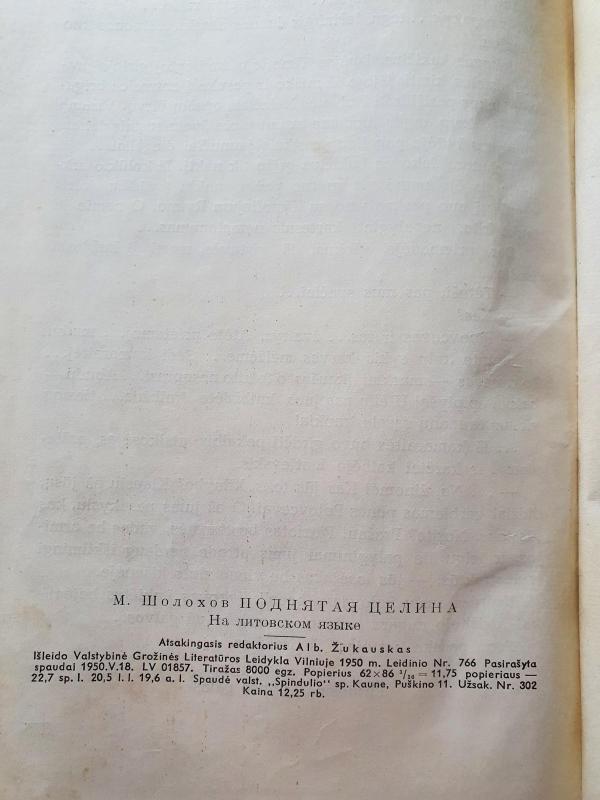 М. Шолохов ПОДНЯТАЯ ЦЕЛИНА
На литовском языке
Atsakingasis redaktorius Alb. Žukauskas
Išleido Valstybinė Grožinės Literatūros Leidykla Vilniuje 1950 m. Leidinio Nr. 766 Pasirašyta
spaudai 1950.V.18. LV 01857. Tiražas 8000 egz. Popierius 62×86 ¹/₁₆ = 11,75 popieriaus —
22,7 sp. l. 20,5 l. l. 19,6 a. l. Spaudė valst. „Spindulio" sp. Kaune, Puškino 11. Užsak. Nr. 302
Kaina 12,25 rb.